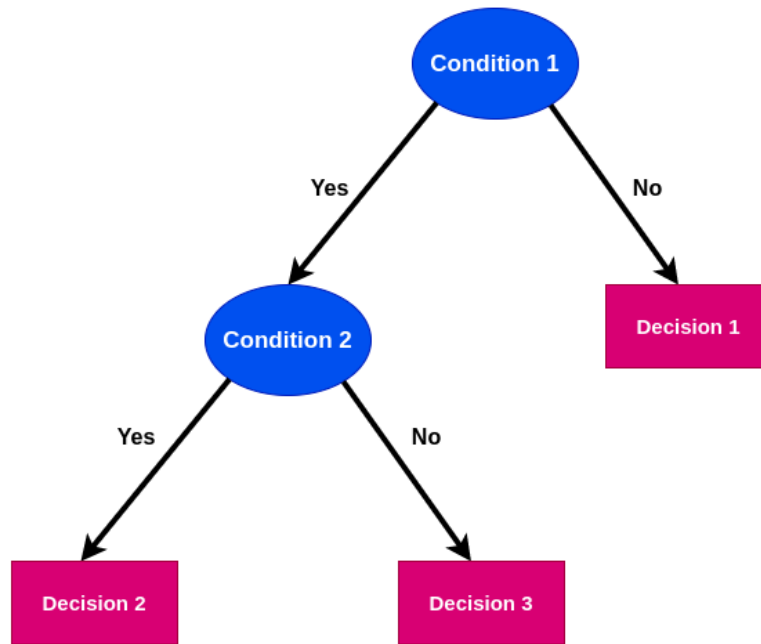 Condition 1
Yes
No
Condition 2
Decision 1
Yes
No
Decision 2
Decision 3